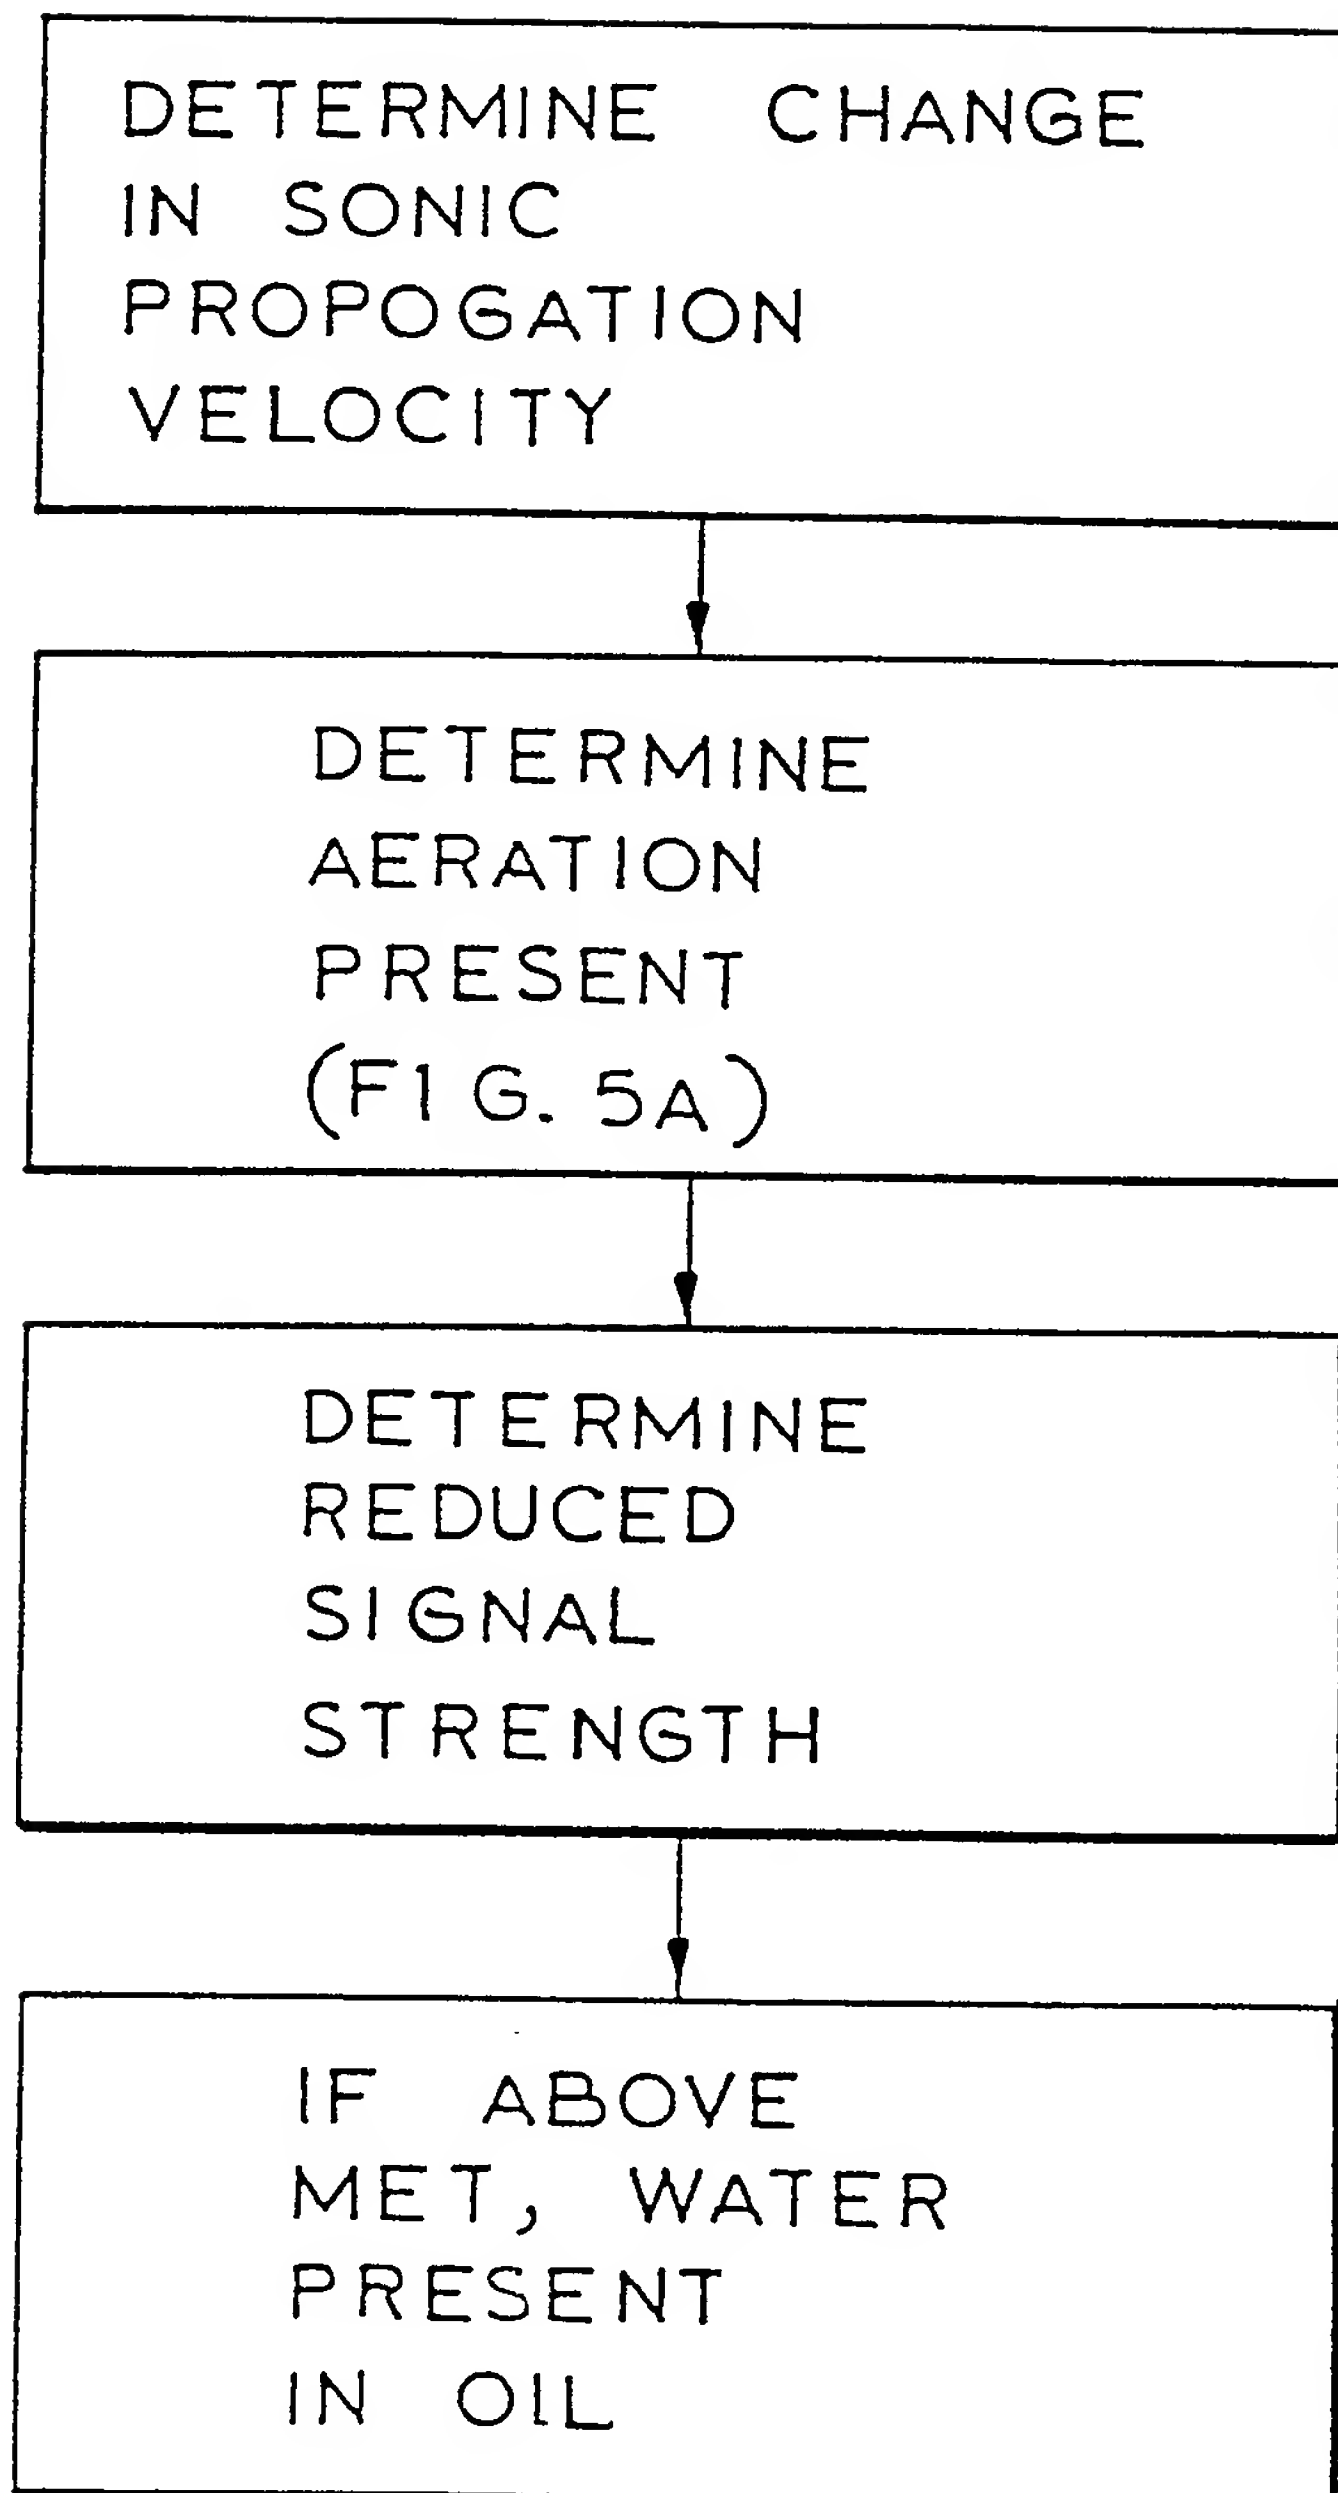 DETERMINE CHANGE
IN SONIC
PROPOGATION
VELOCITY
DETERMINE
AERATION
PRESENT
(FIG. 5A)
DETERMINE
REDUCED
SIGNAL
STRENGTH
IF ABOVE
MET, WATER
PRESENT
IN OIL